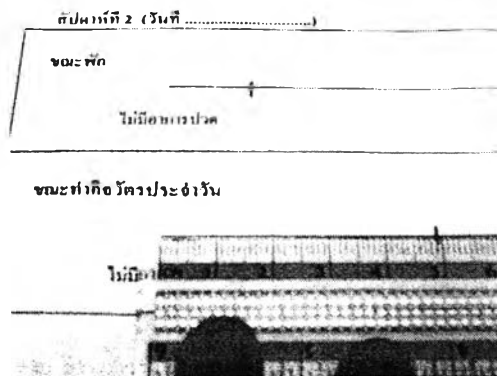 สัปดาห์ที่ 2 (วันที่ ..............................)
ขณะพัก
ไม่มีอาการปวด
ขณะทำกิจวัตรประจำวัน
ไม่มีอา